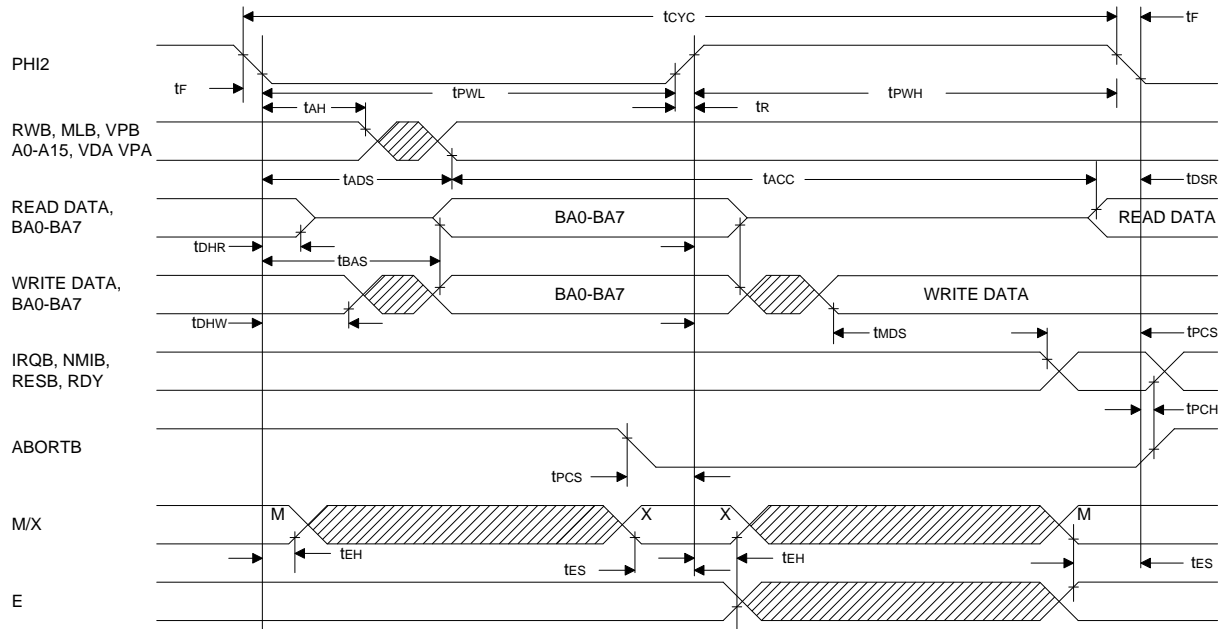 tCYC
tF
PHI2
tF
tPWL
tPWH
tAH
tR
RWB, MLB, VPB
A0-A15, VDA VPA
tADS
tACC
tDSR
READ DATA,
BA0-BA7
BA0-BA7
READ DATA
tDHR
tBAS
WRITE DATA,
BA0-BA7
BA0-BA7
WRITE DATA
tDHW
tMDS
tPCS
IRQB, NMIB,
RESB, RDY
tPCH
ABORTB
tPCS
M/X
M
X
X
M
tEH
tES
tEH
tES
E